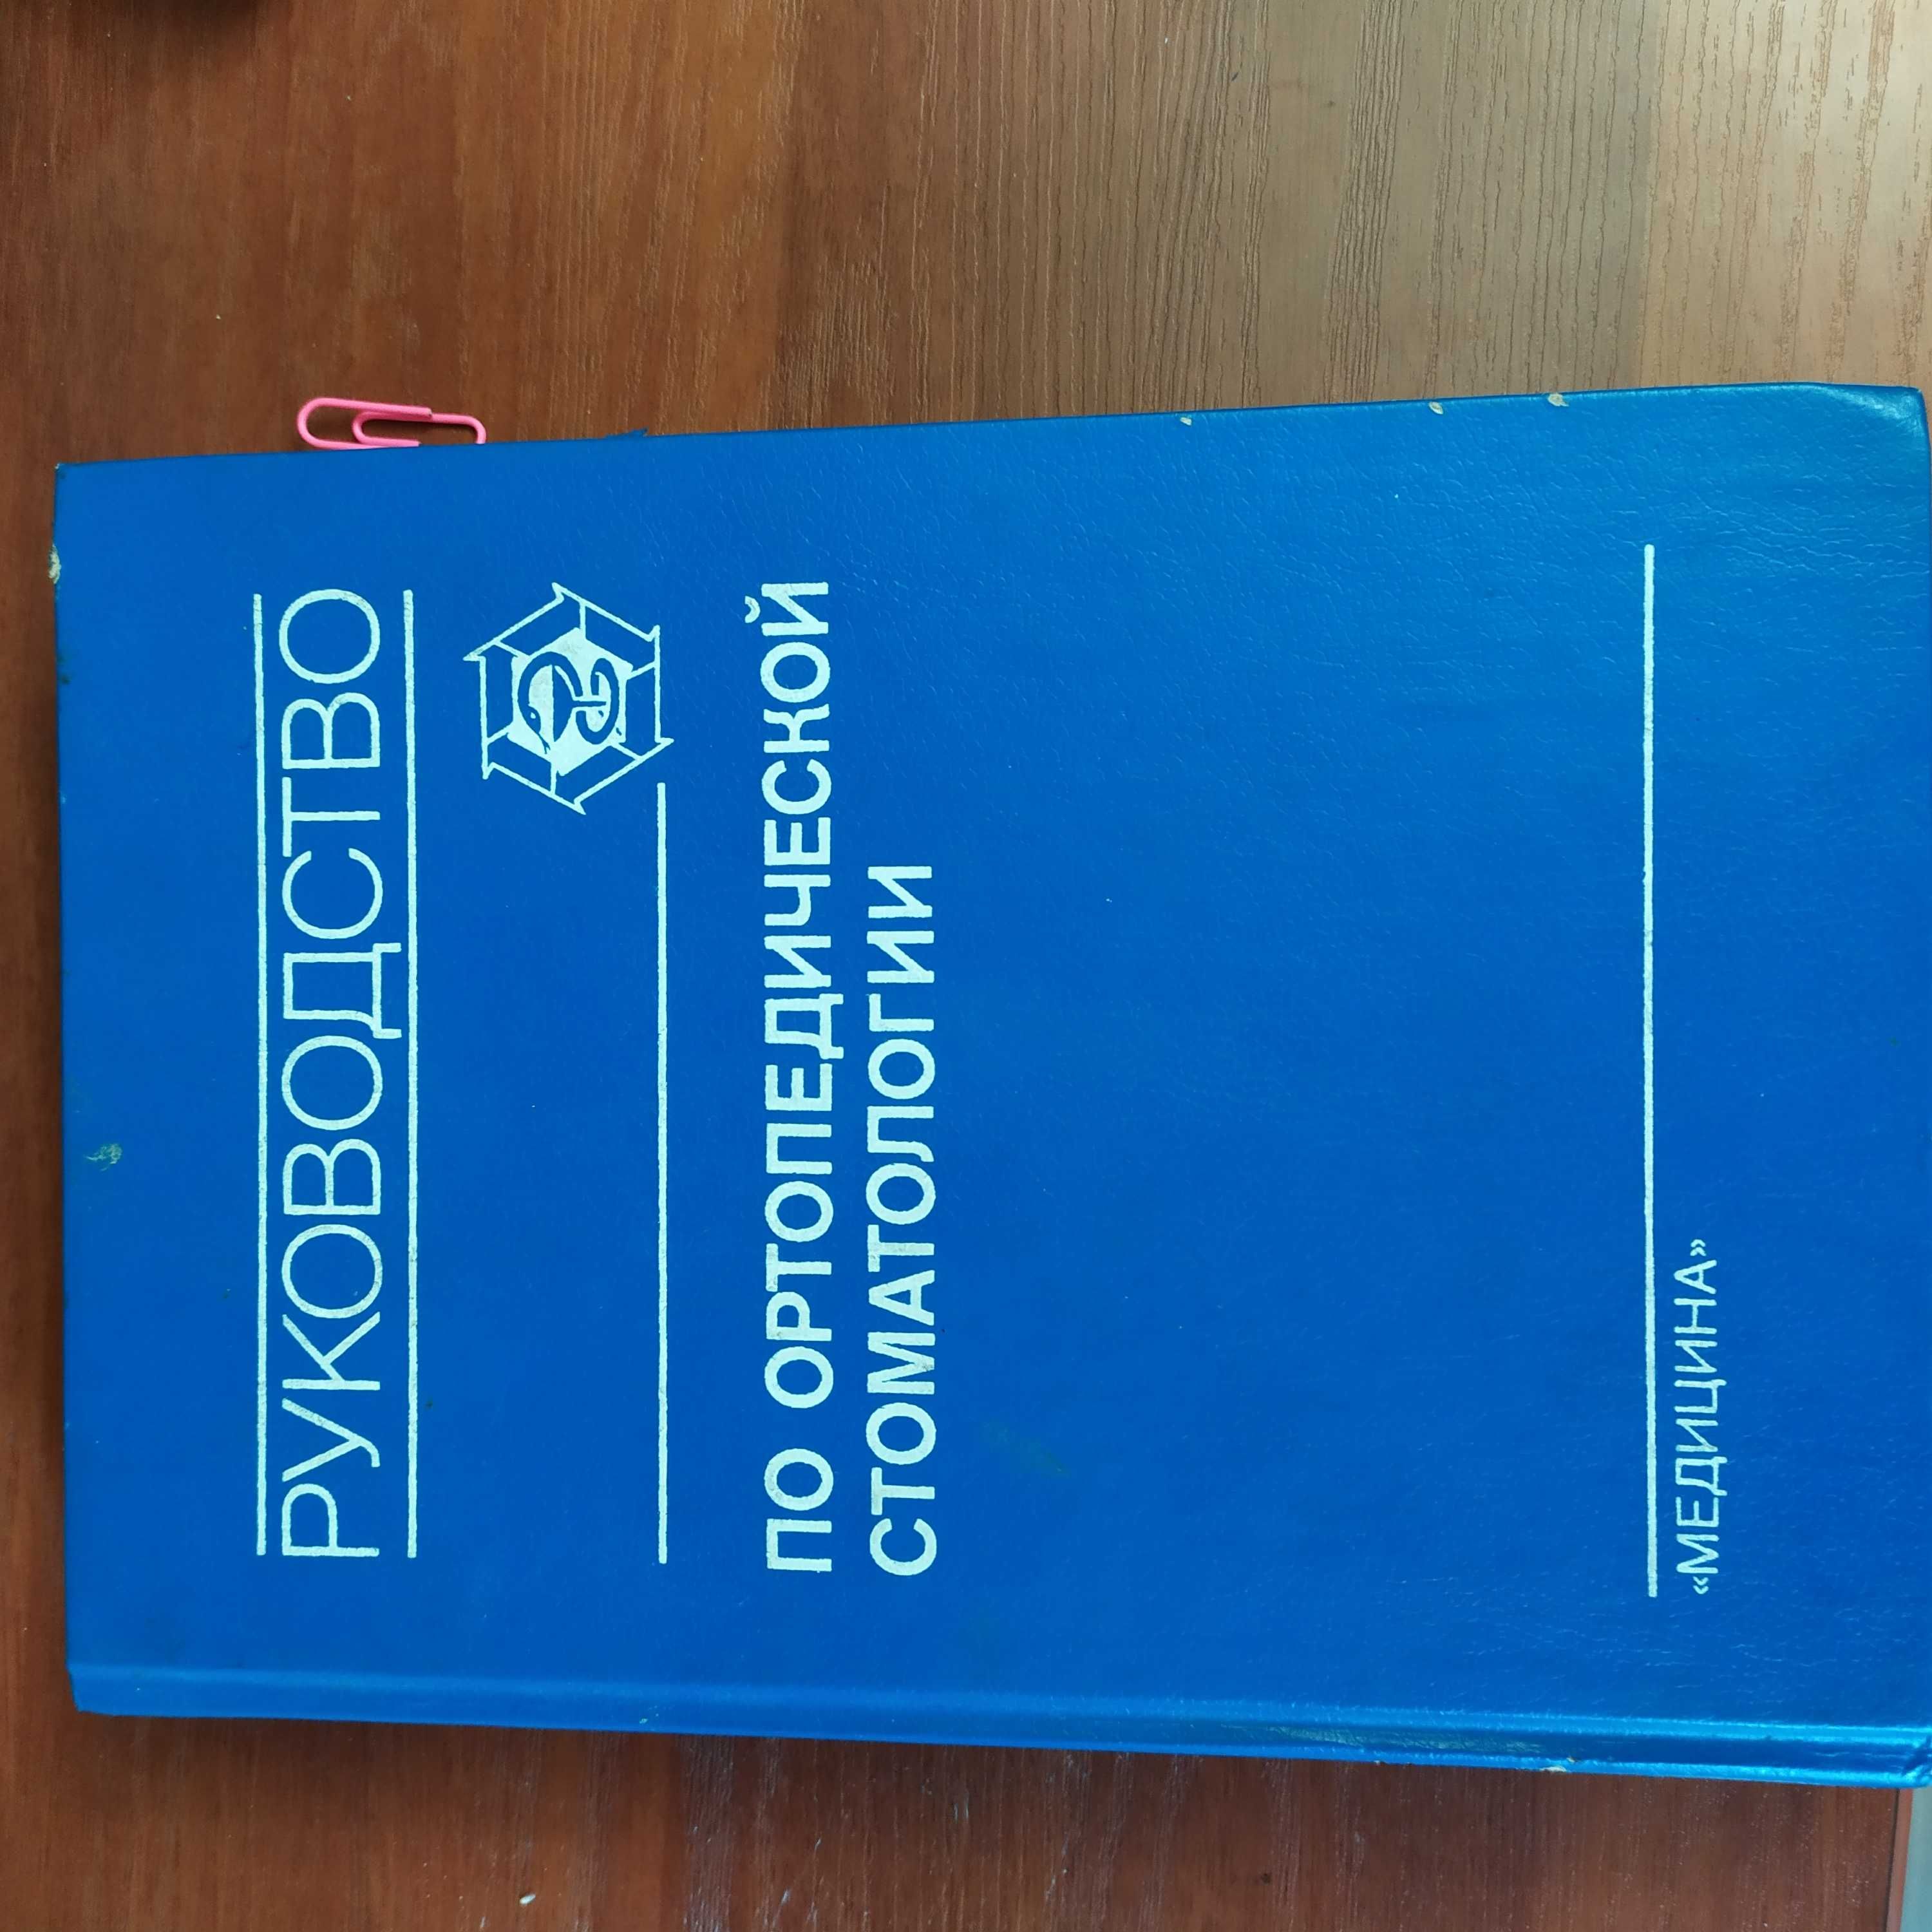 РУКОВОДСТВО
ПО ОРТОПЕДИЧЕСКОЙ
СТОМАТОЛОГИИ
«МЕДИЦИНА»